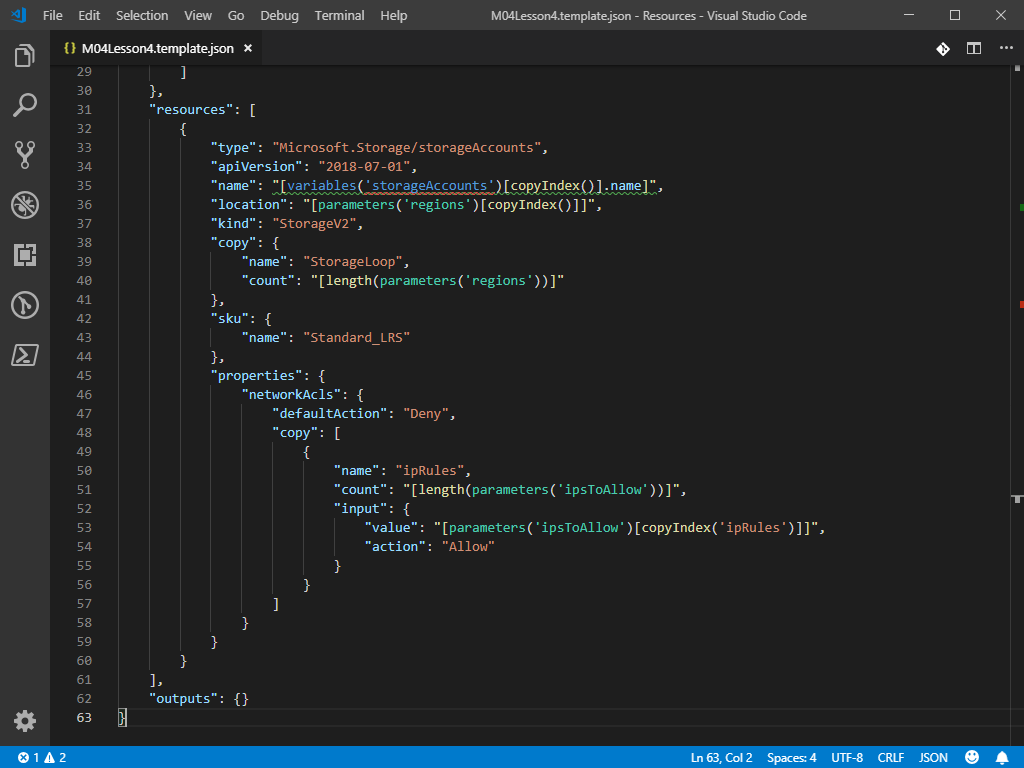 File Edit Selection View Go Debug Terminal Help M04Lesson4.template.json - Resources - Visual Studio Code
{} M04Lesson4.template.json ×
29 ]
30 },
31 "resources": [
32 {
33 "type": "Microsoft.Storage/storageAccounts",
34 "apiVersion": "2018-07-01",
35 "name": "[variables('storageAccounts')[copyIndex()].name]",
36 "location": "[parameters('regions')[copyIndex()]]",
37 "kind": "StorageV2",
38 "copy": {
39 "name": "StorageLoop",
40 "count": "[length(parameters('regions'))]"
41 },
42 "sku": {
43 "name": "Standard_LRS"
44 },
45 "properties": {
46 "networkAcls": {
47 "defaultAction": "Deny",
48 "copy": [
49 {
50 "name": "ipRules",
51 "count": "[length(parameters('ipsToAllow'))]",
52 "input": {
53 "value": "[parameters('ipsToAllow')[copyIndex('ipRules')]]",
54 "action": "Allow"
55 }
56 }
57 ]
58 }
59 }
60 }
61 ],
62 "outputs": {}
63 }
1 2 Ln 63, Col 2 Spaces: 4 UTF-8 CRLF JSON